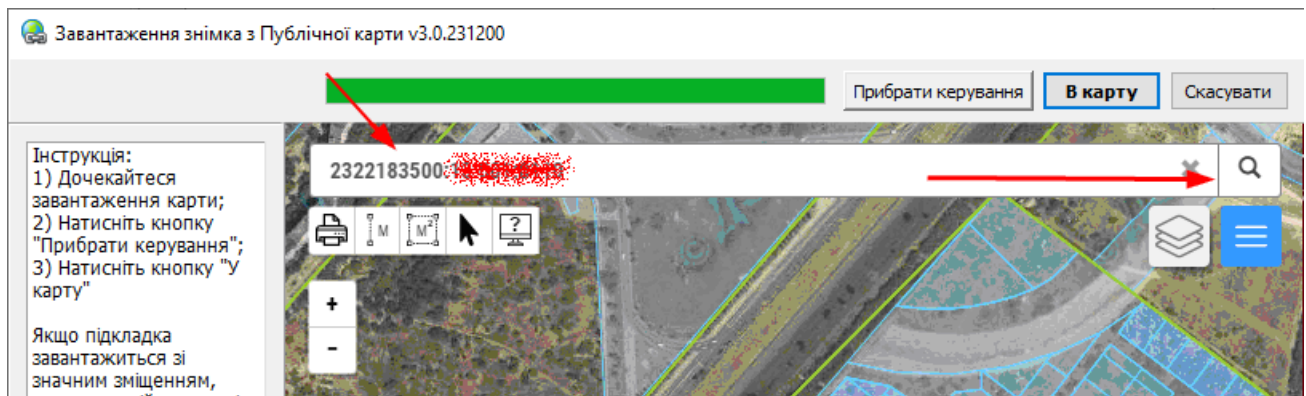 Завантаження знімка з Публічної карти v3.0.231200
Прибрати керування
В карту
Скасувати
Інструкція:
1) Дочекайтеся
завантаження карти;
2) Натисніть кнопку
"Прибрати керування";
3) Натисніть кнопку "У
карту"
Якщо підкладка
завантажиться зі
значним зміщенням,
2322183500:
M
M²
?
+
-